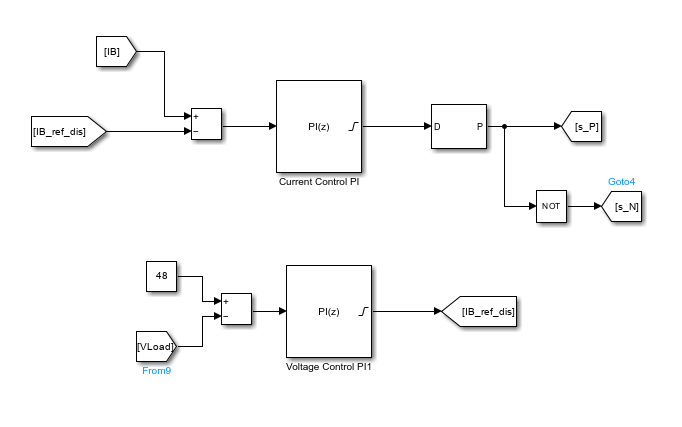 [IB]
[IB_ref_dis]
+
−
PI(z)
Current Control PI
D
P
[s_P]
Goto4
NOT
[s_N]
48
[VLoad]
From9
+
−
PI(z)
Voltage Control PI1
[IB_ref_dis]